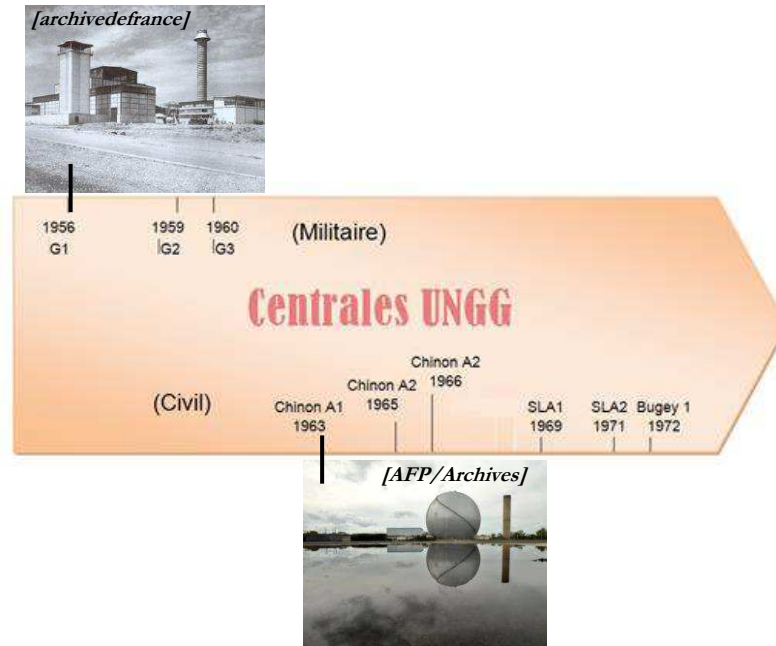 [archivedefrance]
1956 1959 1960
G1 G2 G3
(Militaire)
Centrales UNGG
(Civil)
Chinon A1
1963
Chinon A2
1965
Chinon A2
1966
SLA1
1969
SLA2
1971
Bugey 1
1972
[AFP/Archives]